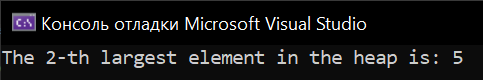 C:\ Консоль отладки Microsoft Visual Studio
The 2-th largest element in the heap is: 5